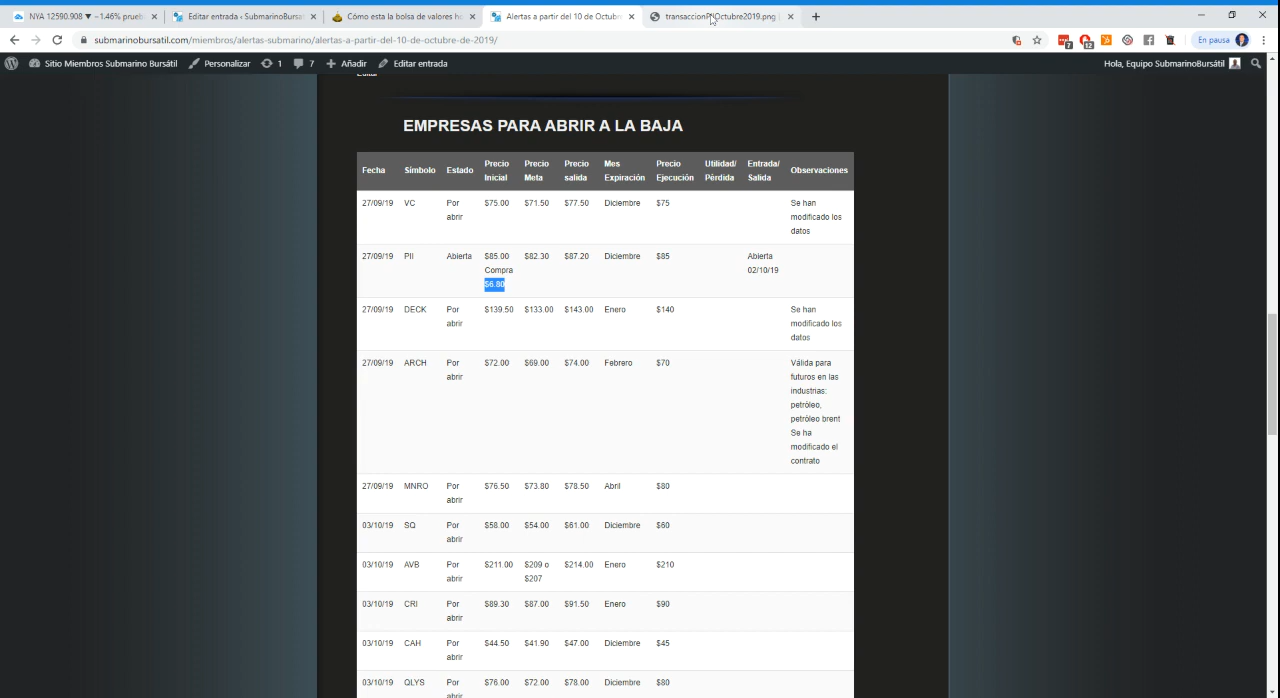 NYA 12590.908 ▼ −1.46% prueb
Editar entrada ‹ SubmarinoBursat
Cómo esta la bolsa de valores ho
Alertas a partir del 10 de Octubr
transaccionPNOctubre2019.png
submarinobursatil.com/miembros/alertas-submarino/alertas-a-partir-del-10-de-octubre-de-2019/
7
12
En pausa
Sitio Miembros Submarino Bursátil
Personalizar
1
7
Añadir
Editar entrada
Hola, Equipo SubmarinoBursátil
Editar
EMPRESAS PARA ABRIR A LA BAJA
Fecha Símbolo Estado Precio Inicial Precio Meta Precio salida Mes Expiración Precio Ejecución Utilidad/ Pérdida Entrada/ Salida Observaciones
27/09/19 VC Por abrir $75.00 $71.50 $77.50 Diciembre $75 Se han modificado los datos
27/09/19 PII Abierta $85.00 Compra $6.80 $82.30 $87.20 Diciembre $85 Abierta 02/10/19
27/09/19 DECK Por abrir $139.50 $133.00 $143.00 Enero $140 Se han modificado los datos
27/09/19 ARCH Por abrir $72.00 $69.00 $74.00 Febrero $70 Válida para futuros en las industrias: petróleo, petróleo brent Se ha modificado el contrato
27/09/19 MNRO Por abrir $76.50 $73.80 $78.50 Abril $80
03/10/19 SQ Por abrir $58.00 $54.00 $61.00 Diciembre $60
03/10/19 AVB Por abrir $211.00 $209 o $207 $214.00 Enero $210
03/10/19 CRI Por abrir $89.30 $87.00 $91.50 Enero $90
03/10/19 CAH Por abrir $44.50 $41.90 $47.00 Diciembre $45
03/10/19 QLYS Por abrir $76.00 $72.00 $78.00 Diciembre $80